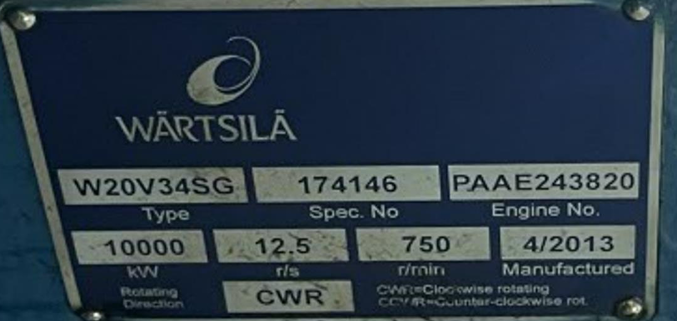 WÄRTSILÄ
W20V34SG 174146 PAAE243820
Type Spec. No Engine No.
10000 12.5 750 4/2013
kW r/s r/min Manufactured
Rotating CWR=Clockwise rotating
Direction CWR CCWR=Counter-clockwise rot.